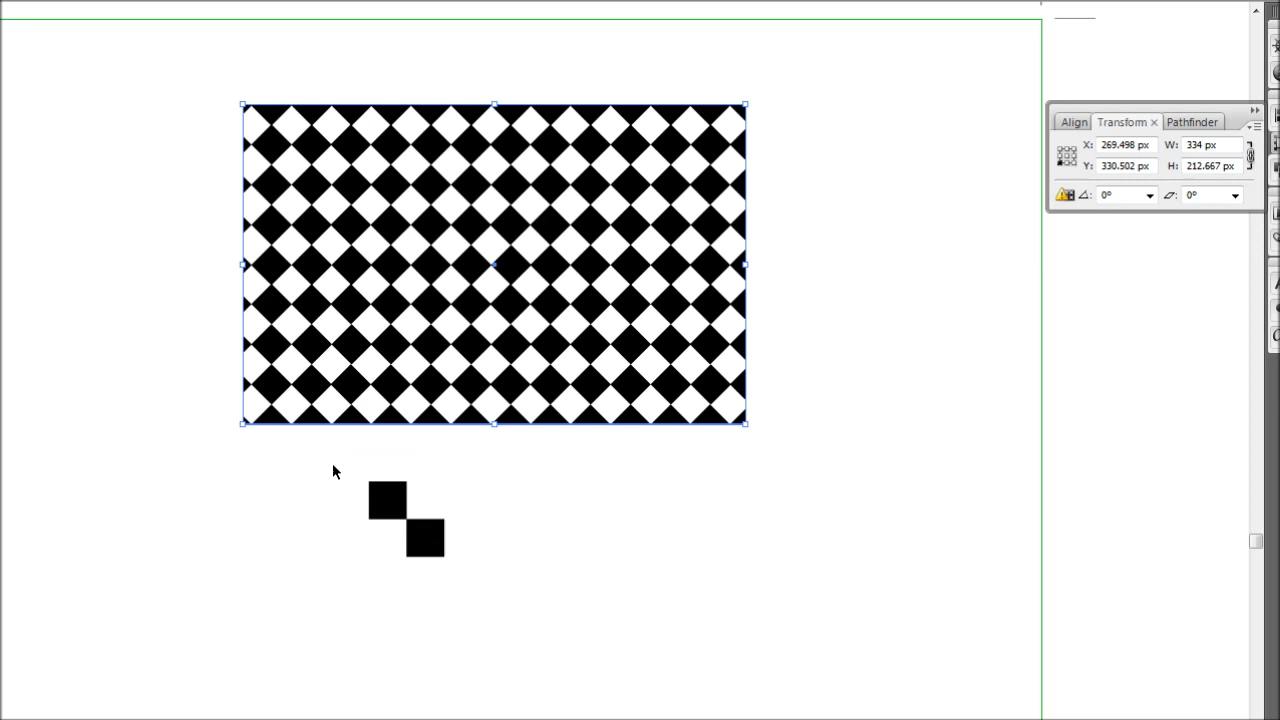 Align Transform × Pathfinder
X: 269.498 px W: 334 px
Y: 330.502 px H: 212.667 px
0° 0°